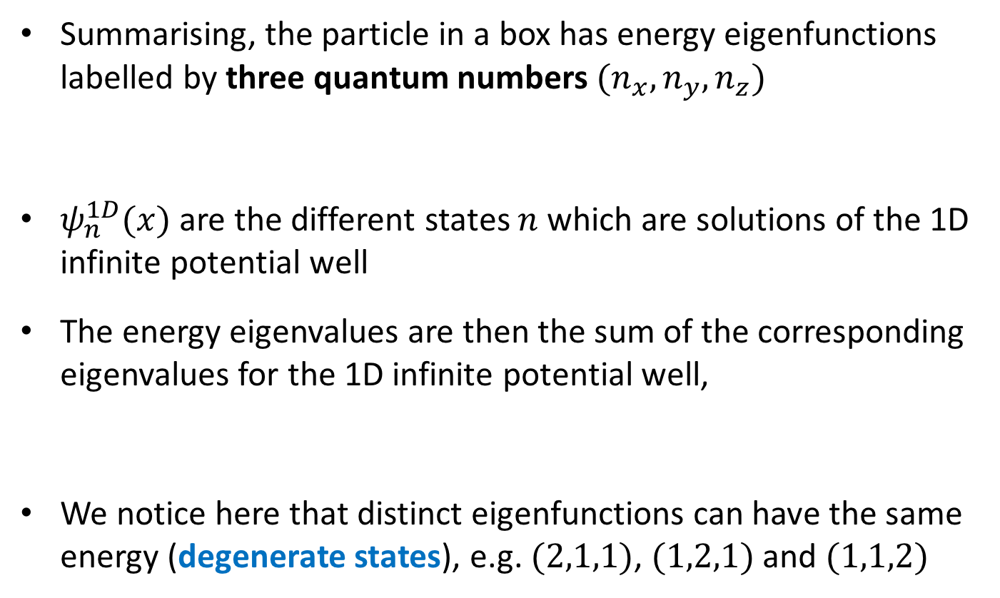 • Summarising, the particle in a box has energy eigenfunctions
labelled by three quantum numbers (𝑛ₓ, 𝑛_y, 𝑛_z)
• 𝜓ₙ¹ᴰ(𝑥) are the different states 𝑛 which are solutions of the 1D
infinite potential well
• The energy eigenvalues are then the sum of the corresponding
eigenvalues for the 1D infinite potential well,
• We notice here that distinct eigenfunctions can have the same
energy (degenerate states), e.g. (2,1,1), (1,2,1) and (1,1,2)